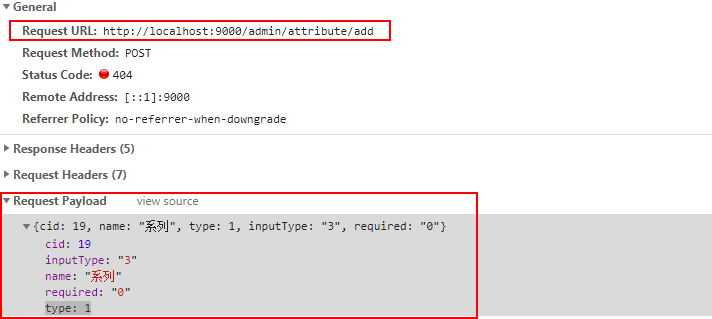 General
Request URL: http://localhost:9000/admin/attribute/add
Request Method: POST
Status Code: 404
Remote Address: [::1]:9000
Referrer Policy: no-referrer-when-downgrade
Response Headers (5)
Request Headers (7)
Request Payload view source
{cid: 19, name: "系列", type: 1, inputType: "3", required: "0"}
cid: 19
inputType: "3"
name: "系列"
required: "0"
type: 1